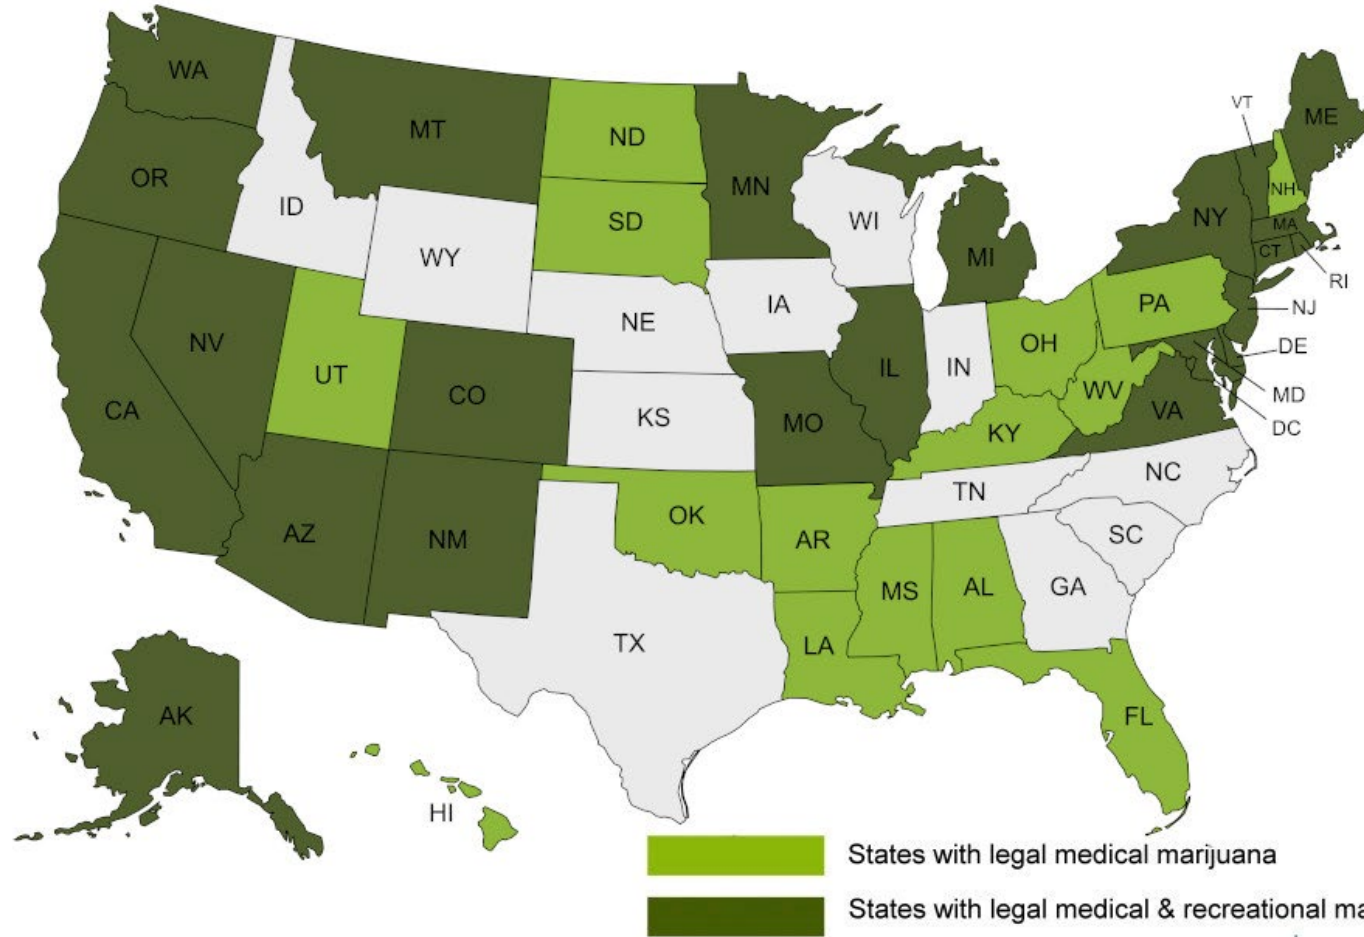 WA
MT
ND
MN
VT
ME
OR
ID
SD
WI
NY
NH
MA
WY
MI
CT
RI
IA
PA
NE
NJ
NV
OH
UT
CO
IL
IN
WV
DE
CA
KS
MO
VA
MD
KY
DC
TN
NC
AZ
NM
OK
AR
SC
MS
AL
GA
TX
LA
AK
FL
HI
States with legal medical marijuana
States with legal medical & recreational ma